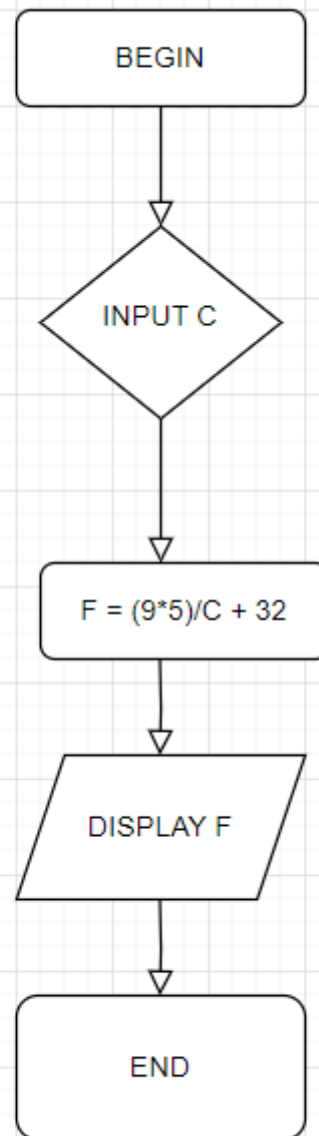 BEGIN
INPUT C
F = (9*5)/C + 32
DISPLAY F
END